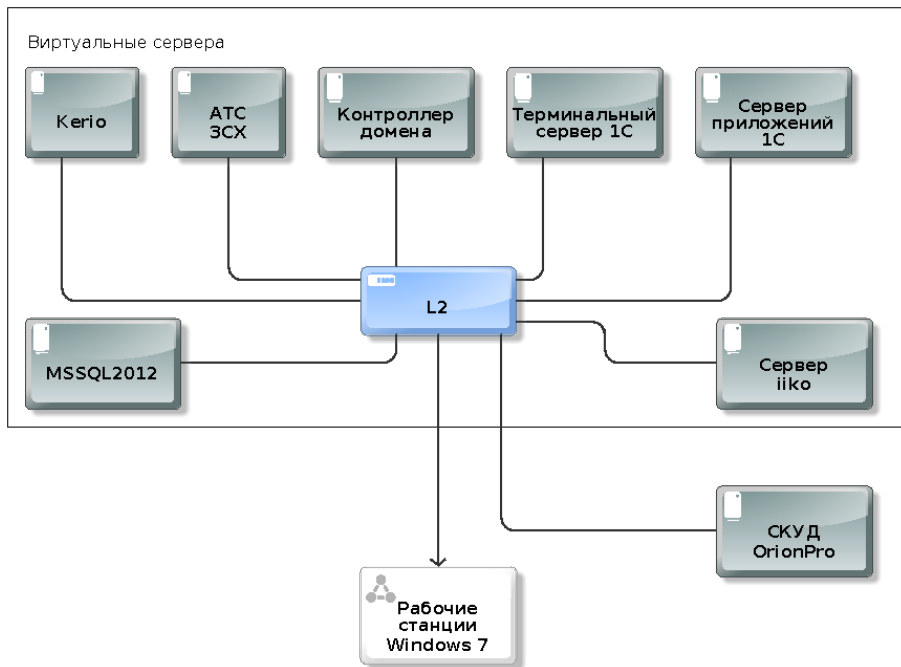 Виртуальные сервера
Kerio
АТС
3CX
Контроллер
домена
Терминальный
сервер 1С
Сервер
приложений
1С
L2
MSSQL2012
Сервер
iiko
СКУД
OrionPro
Рабочие
станции
Windows 7